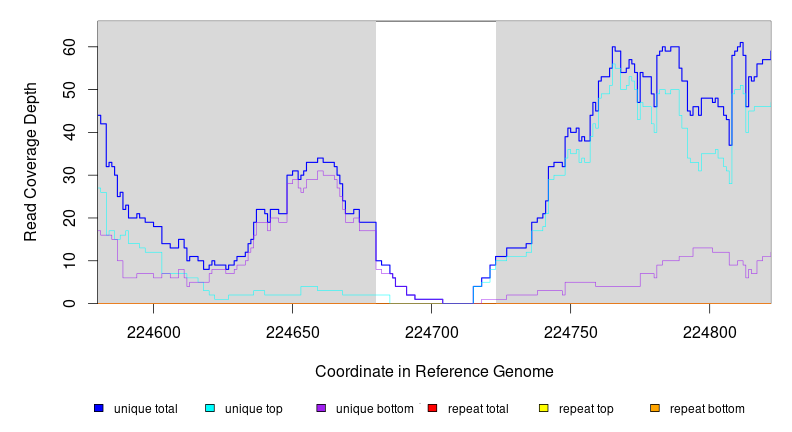 60
50
40
30
20
10
0
Read Coverage Depth
224600 224650 224700 224750 224800
Coordinate in Reference Genome
unique total unique top unique bottom repeat total repeat top repeat bottom